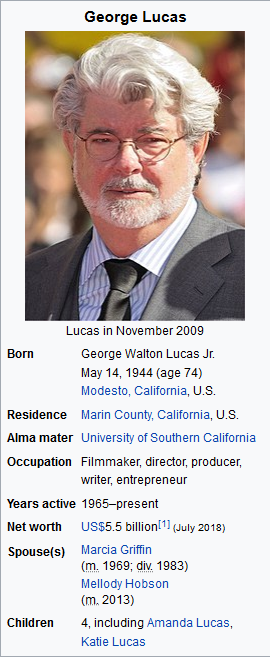 George Lucas
Lucas in November 2009
Born George Walton Lucas Jr.
May 14, 1944 (age 74)
Modesto, California, U.S.
Residence Marin County, California, U.S.
Alma mater University of Southern California
Occupation Filmmaker, director, producer,
writer, entrepreneur
Years active 1965–present
Net worth US$5.5 billion[1] (July 2018)
Spouse(s) Marcia Griffin
(m. 1969; div. 1983)
Mellody Hobson
(m. 2013)
Children 4, including Amanda Lucas,
Katie Lucas